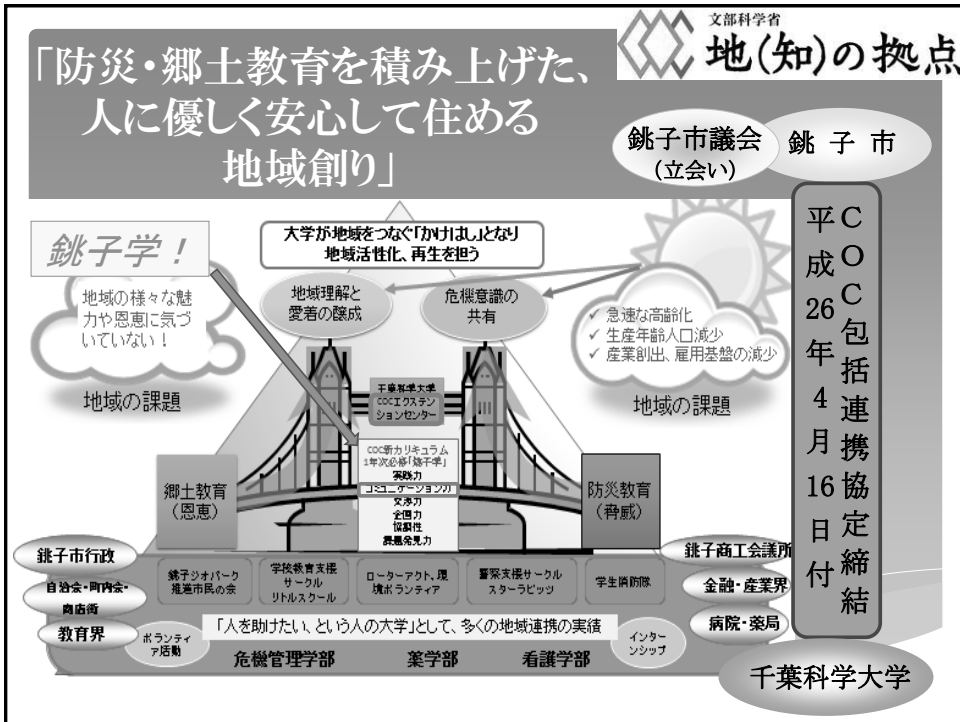 文部科学省
地(知)の拠点
「防災・郷土教育を積み上げた、
人に優しく安心して住める
地域創り」
銚子市議会
(立会い)
銚子市
銚子学！
大学が地域をつなぐ「かけはし」となり
地域活性化、再生を担う
地域の様々な魅
力や恩恵に気づ
いていない！
地域の課題
地域理解と
愛着の醸成
危機意識の
共有
✓ 急速な高齢化
✓ 生産年齢人口減少
✓ 産業創出、雇用基盤の減少
地域の課題
COC包括連携協定締結
平成26年4月16日付
千葉科学大学
COCエクステン
ションセンター
COC新カリキュラム
1年次必修「銚子学」
実践力
コミュニケーション力
交渉力
企画力
協調性
課題発見力
郷土教育
(恩恵)
防災教育
(脅威)
銚子市行政
自治会・町内会・
商店街
教育界
銚子ジオパーク
推進市民の会
学校教育支援
サークル
リトルスクール
ローターアクト、環
境ボランティア
警察支援サークル
スターラビッツ
学生消防隊
銚子商工会議所
金融・産業界
病院・薬局
「人を助けたい、という人の大学」として、多くの地域連携の実績
ボランティ
ア活動
危機管理学部
薬学部
看護学部
インター
ンシップ
千葉科学大学